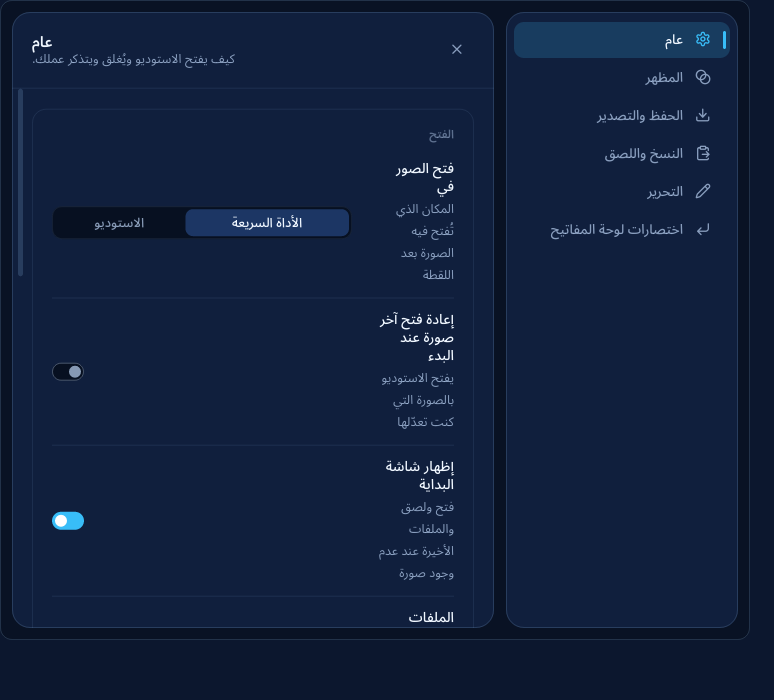 عام
المظهر
الحفظ والتصدير
النسخ واللصق
التحرير
اختصارات لوحة المفاتيح
عام
كيف يفتح الاستوديو ويُغلق ويتذكر عملك.
الفتح
فتح الصور
في
المكان الذي
تُفتح فيه
الصورة بعد
اللقطة
الأداة السريعة
الاستوديو
إعادة فتح آخر
صورة عند
البدء
يفتح الاستوديو
بالصورة التي
كنت تعدّلها
إظهار شاشة
البداية
فتح ولصق
والملفات
الأخيرة عند عدم
وجود صورة
الملفات